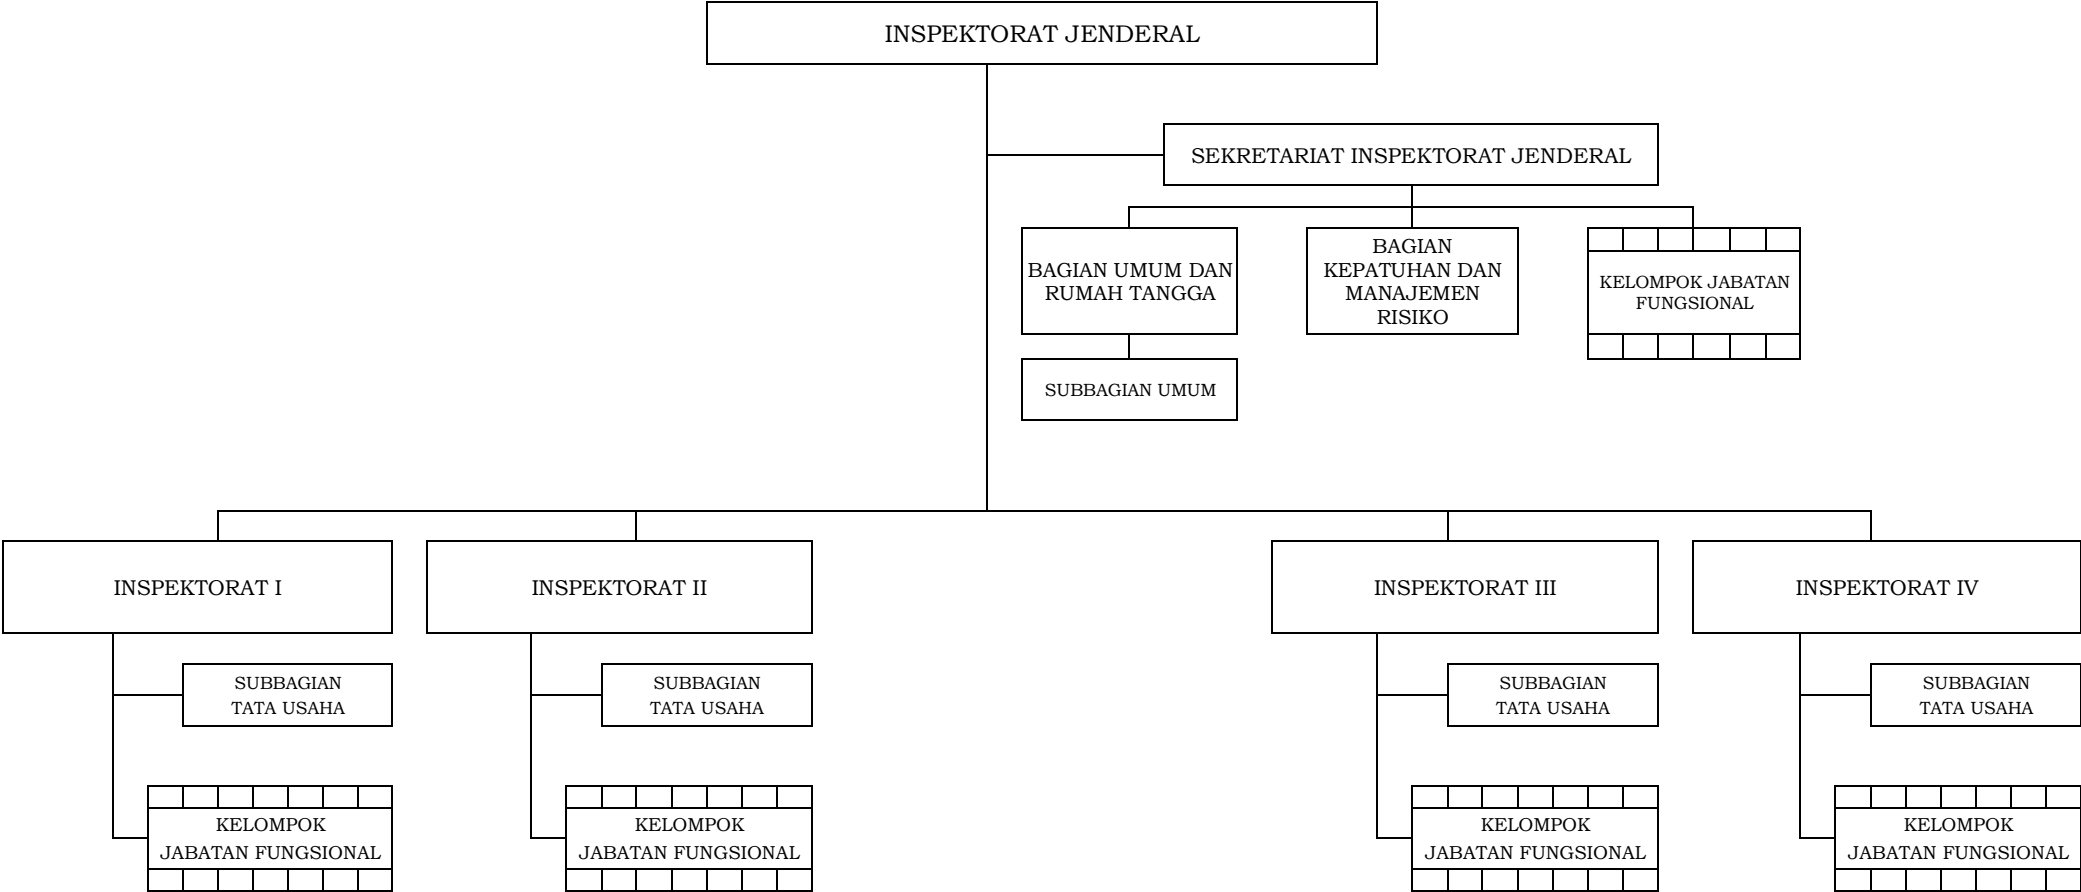 INSPEKTORAT JENDERAL
SEKRETARIAT INSPEKTORAT JENDERAL
BAGIAN UMUM DAN
RUMAH TANGGA
BAGIAN
KEPATUHAN DAN
MANAJEMEN
RISIKO
KELOMPOK JABATAN
FUNGSIONAL
SUBBAGIAN UMUM
INSPEKTORAT I
INSPEKTORAT II
INSPEKTORAT III
INSPEKTORAT IV
SUBBAGIAN
TATA USAHA
SUBBAGIAN
TATA USAHA
SUBBAGIAN
TATA USAHA
SUBBAGIAN
TATA USAHA
KELOMPOK
JABATAN FUNGSIONAL
KELOMPOK
JABATAN FUNGSIONAL
KELOMPOK
JABATAN FUNGSIONAL
KELOMPOK
JABATAN FUNGSIONAL